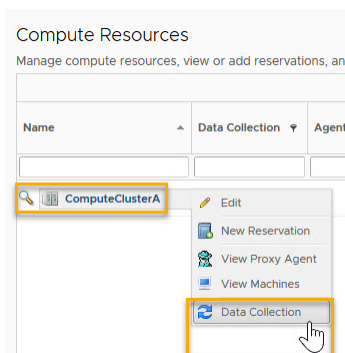 Compute Resources
Manage compute resources, view or add reservations, an
Name Data Collection Agent
ComputeClusterA
Edit
New Reservation
View Proxy Agent
View Machines
Data Collection